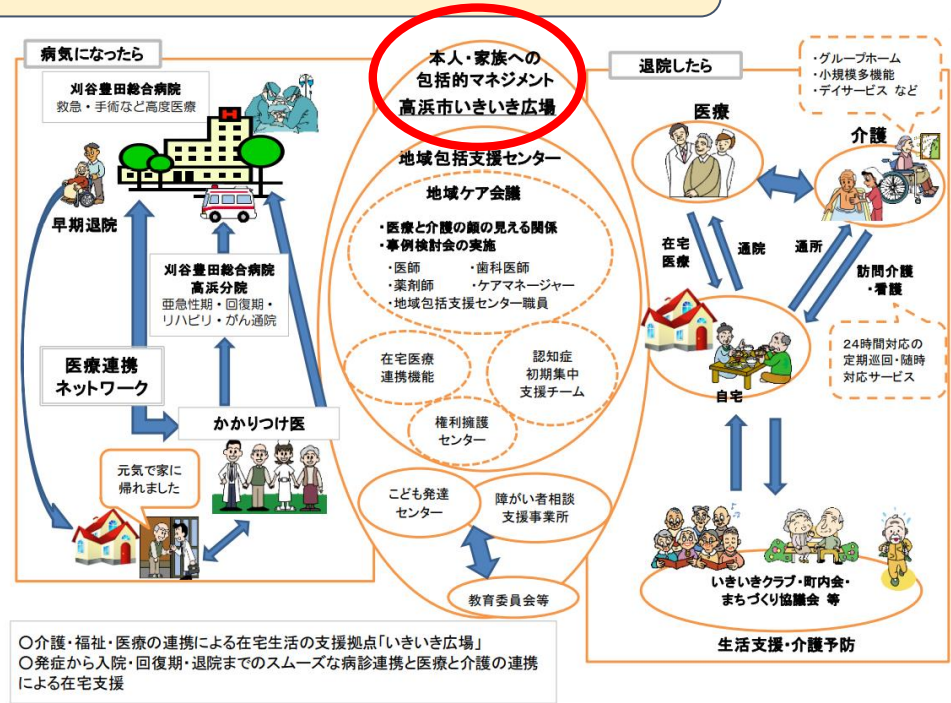 病気になったら
刈谷豊田総合病院
救急・手術など高度医療
早期退院
刈谷豊田総合病院
高浜分院
亜急性期・回復期・
リハビリ・がん通院
医療連携
ネットワーク
かかりつけ医
元気で家に
帰れました
本人・家族への
包括的マネジメント
高浜市いきいき広場
地域包括支援センター
地域ケア会議
・医療と介護の顔の見える関係
・事例検討会の実施
・医師 ・歯科医師
・薬剤師 ・ケアマネージャー
・地域包括支援センター職員
在宅医療
連携機能
認知症
初期集中
支援チーム
権利擁護
センター
こども発達
センター
障がい者相談
支援事業所
教育委員会等
退院したら
・グループホーム
・小規模多機能
・デイサービス など
医療
介護
在宅
医療
通院
通所
訪問介護
・看護
24時間対応の
定期巡回・随時
対応サービス
自宅
いきいきクラブ・町内会・
まちづくり協議会 等
生活支援・介護予防
○介護・福祉・医療の連携による在宅生活の支援拠点「いきいき広場」
○発症から入院・回復期・退院までのスムーズな病診連携と医療と介護の連携
による在宅支援